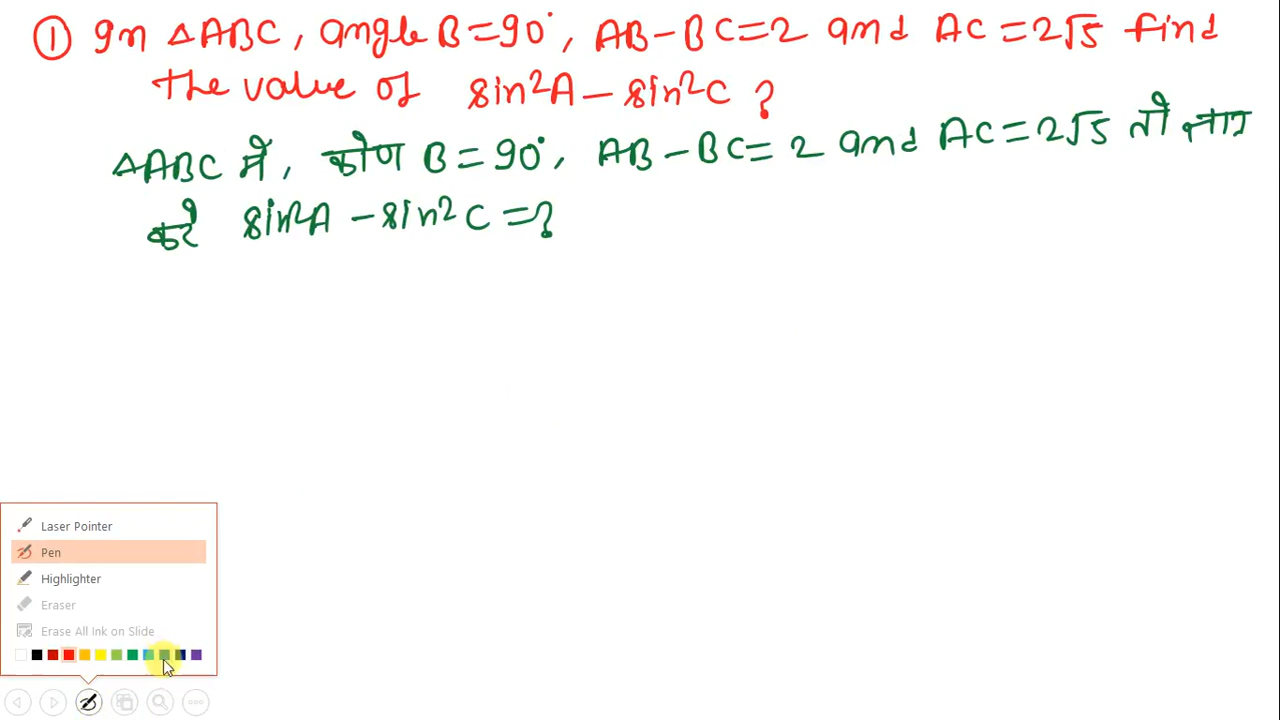 ① In △ABC, angle B=90°, AB-BC=2 and AC=2√5 find
the value of sin²A - sin²C ?
△ABC में, कोण B=90°, AB-BC=2 and AC=2√5 तो ज्ञात
करे sin²A - sin²C =?
Laser Pointer
Pen
Highlighter
Eraser
Erase All Ink on Slide